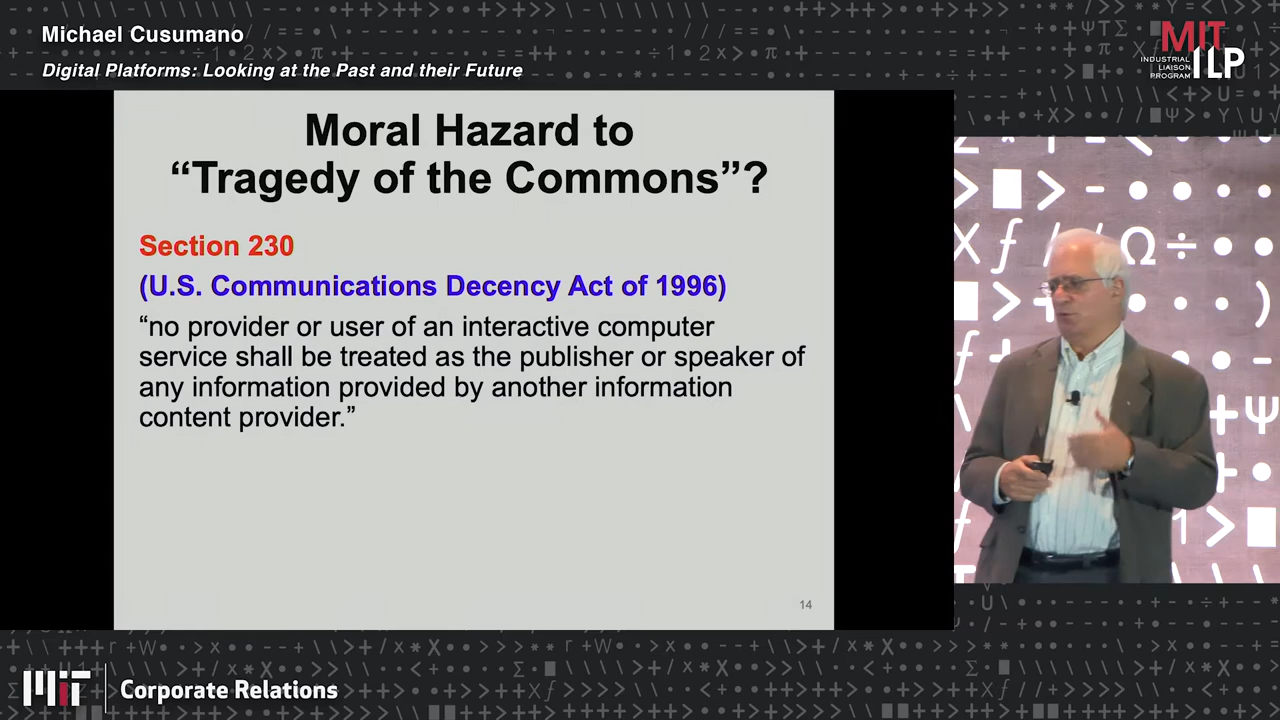 Michael Cusumano
Digital Platforms: Looking at the Past and their Future
MIT
INDUSTRIAL
LIAISON
PROGRAM
ILP
Moral Hazard to
“Tragedy of the Commons”?
Section 230
(U.S. Communications Decency Act of 1996)
“no provider or user of an interactive computer
service shall be treated as the publisher or speaker of
any information provided by another information
content provider.”
14
MIT
Corporate Relations